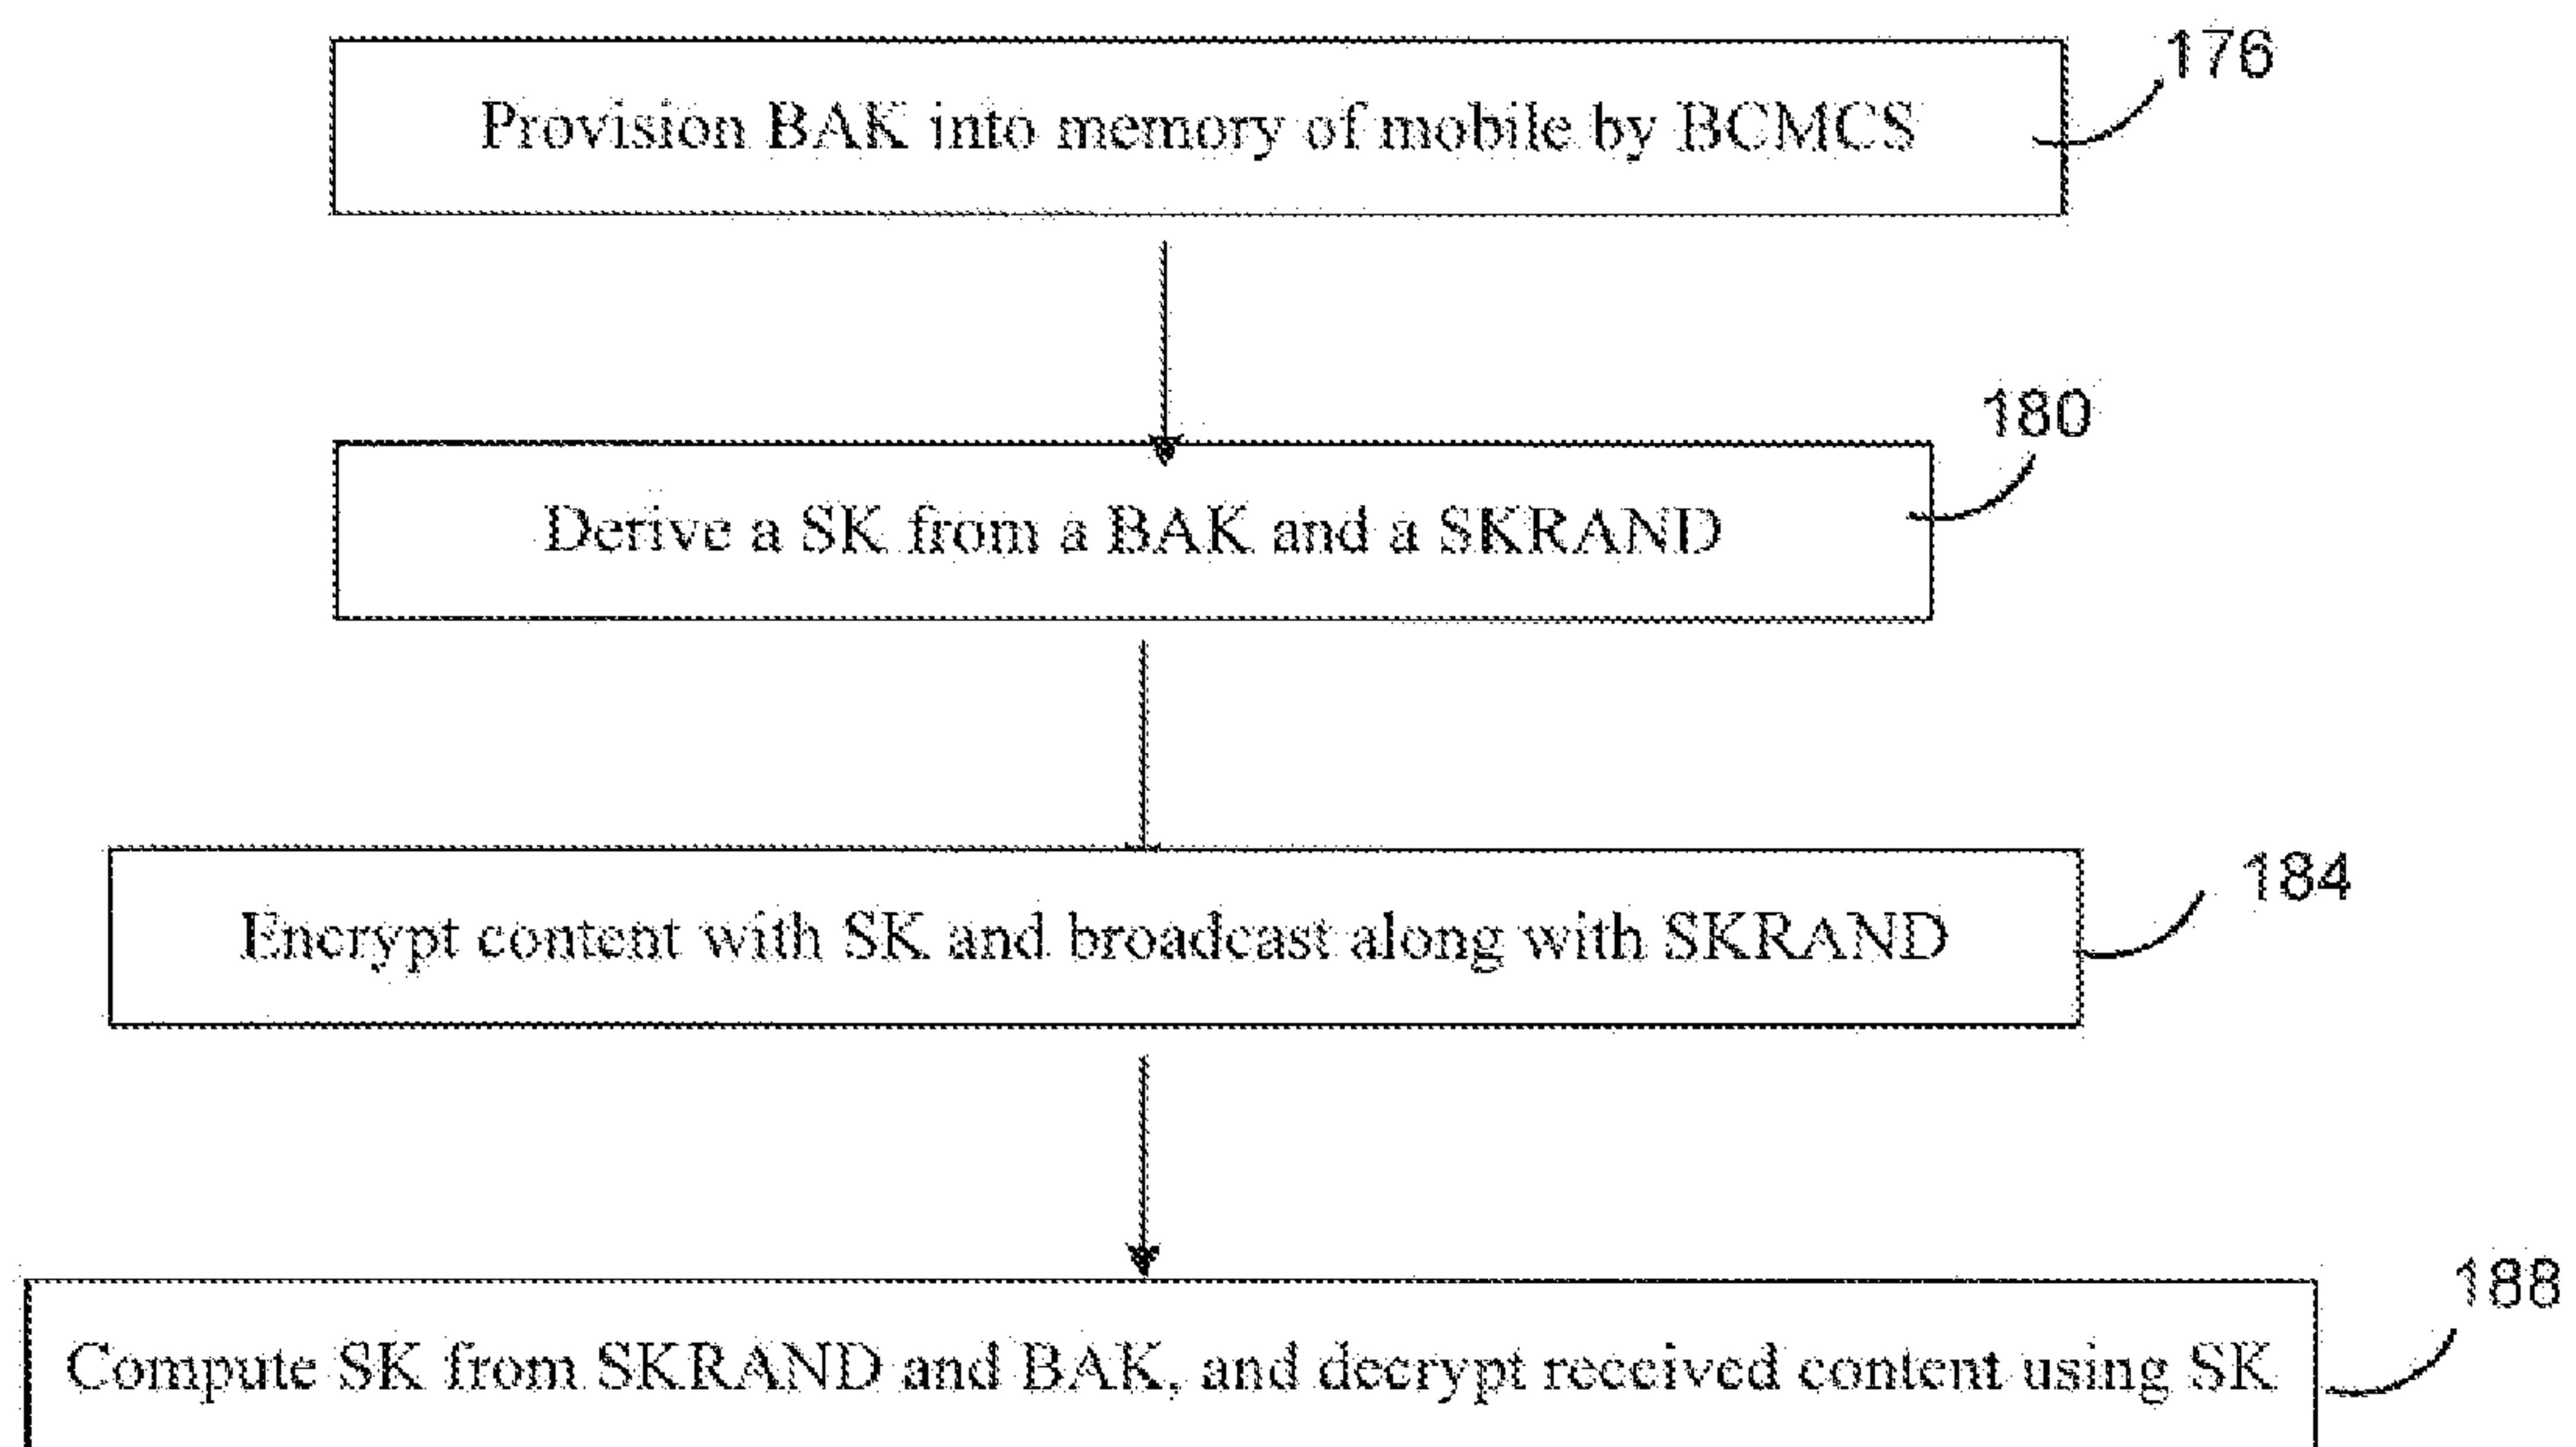 176
Provision BAK into memory of mobile by BCMCS
180
Derive a SK from a BAK and a SKRAND
184
Encrypt content with SK and broadcast along with SKRAND
188
Compute SK from SKRAND and BAK, and decrypt received content using SK